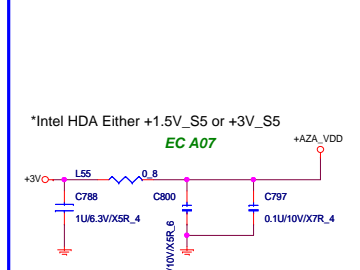 *Intel HDA Either +1.5V_S5 or +3V_S5
EC A07
+AZA_VDD
+3V
L55
0_8
C788
1U/6.3V/X5R_4
C800
/10V/X5R_6
C797
0.1U/10V/X7R_4